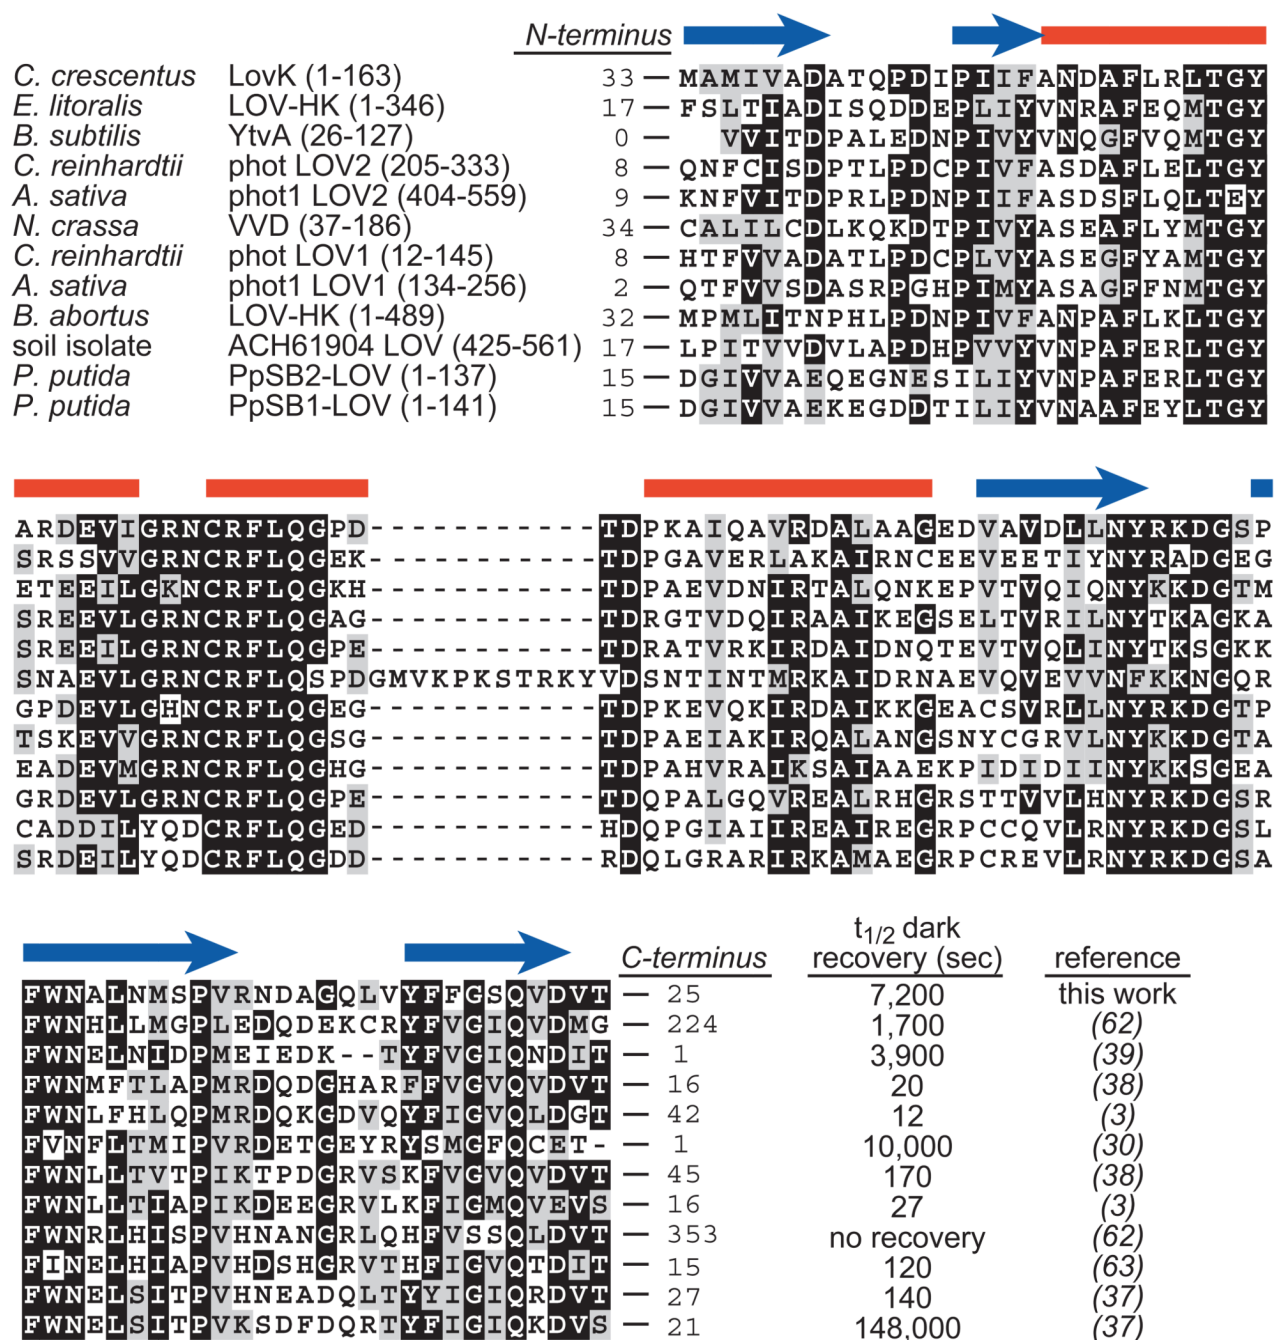 N-terminus
C. crescentus LovK (1-163) 33 — MAMIVADATQPDIPIIFANDAFLRLTGY
E. litoralis LOV-HK (1-346) 17 — FSLTIADISQDDEPLIYVNRAFEQMTGY
B. subtilis YtvA (26-127) 0 — VVITDPALEDNPIVYVNQGFVQMTGY
C. reinhardtii phot LOV2 (205-333) 8 — QNFCISDPTLPDCPIVFASDAFLELTGY
A. sativa phot1 LOV2 (404-559) 9 — KNFVITDPRLPDNPIIFASDSFLQLTEY
N. crassa VVD (37-186) 34 — CALILCDLKQKDTPIVYASEAFLYMTGY
C. reinhardtii phot LOV1 (12-145) 8 — HTFVVADATLPDCPLVYASEGFYAMTGY
A. sativa phot1 LOV1 (134-256) 2 — QTFVVSDASRPGHPIMYASAGFFNMTGY
B. abortus LOV-HK (1-489) 32 — MPMLITNPHLPDNPIVFANPAFLKLTGY
soil isolate ACH61904 LOV (425-561) 17 — LPITVVDVLAPDHPVVYVNPAFERLTGY
P. putida PpSB2-LOV (1-137) 15 — DGIVVAEQEGNESILIYVNPAFERLTGY
P. putida PpSB1-LOV (1-141) 15 — DGIVVAEKEGDDTILIYVNAAFEYLTGY
ARDEVIGRNCRFLQGPD-----------TDPKAIQAVRDALAAGEDVAVDLLNYRKDGSP
SRSSVVGRNCRFLQGEK-----------TDPGAVERLAKAIRNCEEVEETIYNYRADGEG
ETEEILGKNCRFLQGKH-----------TDPAEVDNIRTALQNKEPVTVQIQNYKKDGTM
SREEVLGRNCRFLQGAG-----------TDRGTVDQIRAAIKEGSELTVRILNYTKAGKA
SREEILGRNCRFLQGPE-----------TDRATVRKIRDAIDNQTEVTVQLINYTKSGKK
SNAEVLGRNCRFLQSPDGMVKPKSTRKYVDSNTINTMRKAIDRNAEVQVEVVNFKKNGQR
GPDEVLGHNCRFLQGEG-----------TDPKEVQKIRDAIKKGEACSVRLLNYRKDGTP
TSKEVVGRNCRFLQGSG-----------TDPAEIAKIRQALANGSNYCGRVLNYKKDGTA
EADEVMGRNCRFLQGHG-----------TDPAHVRAIKSAIAAEKPIDIDIINYKKSGEA
GRDEVLGRNCRFLQGPE-----------TDQPALGQVREALRHGRSTTVVLHNYRKDGSR
CADDILYQDCRFLQGED-----------HDQPGIAIIREAIREGRPCCQVLRNYRKDGSL
SRDEILYQDCRFLQGDD-----------RDQLGRARIRKAMAEGRPCREVLRNYRKDGSA
C-terminus t1/2 dark recovery (sec) reference
FWNALNMSPVRNDAGQLVYFFGSQVDVT — 25 7,200 this work
FWNHLLMGPLEDQDEKCRYFVGIQVDMG — 224 1,700 (62)
FWNELNIDPMEIEDK--TYFVGIQNDIT — 1 3,900 (39)
FWNMFTLAPMRDQDGHARFFVGVQVDVT — 16 20 (38)
FWNLFHLQPMRDQKGDVQYFIGVQLDGT — 42 12 (3)
FVNFLTMIPVRDETGEYRYSMGFQCET- — 1 10,000 (30)
FWNLLTVTPIKTPDGRVSKFVGVQVDVT — 45 170 (38)
FWNLLTIAPIKDEEGRVLKFIGMQVEVS — 16 27 (3)
FWNRLHISPVHNANGRLQHFVSSQLDVT — 353 no recovery (62)
FINELHIAPVHDSHGRVTHFIGVQTDIT — 15 120 (63)
FWNELSITPVHNEADQLTYYIGIQRDVT — 27 140 (37)
FWNELSITPVKSDFDQRTYFIGIQKDVS — 21 148,000 (37)